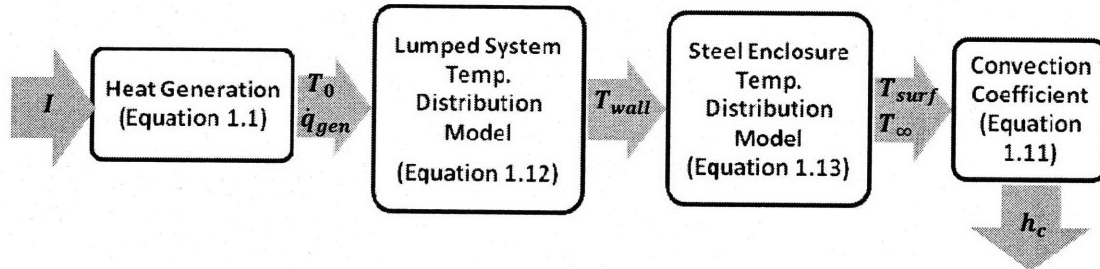 I
Heat Generation
(Equation 1.1)
T₀
q̇gen
Lumped System
Temp.
Distribution
Model
(Equation 1.12)
Twall
Steel Enclosure
Temp.
Distribution
Model
(Equation 1.13)
Tsurf
T∞
Convection
Coefficient
(Equation
1.11)
hc